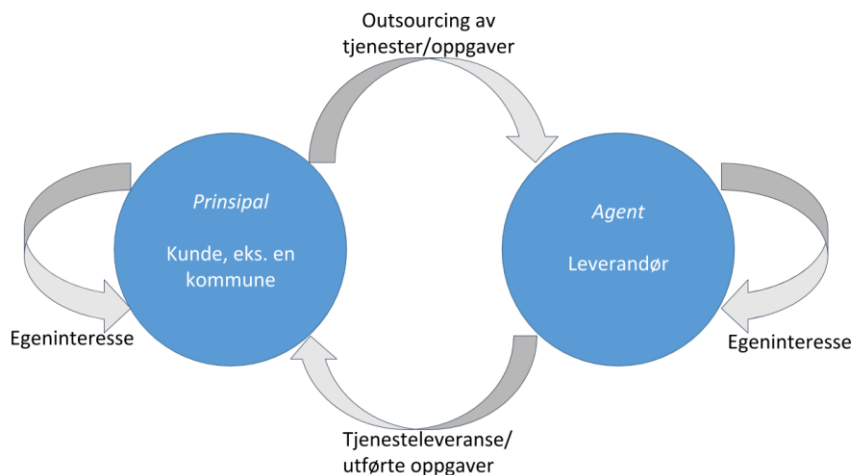 Outsourcing av
tjenester/oppgaver
Prinsipal
Kunde, eks. en
kommune
Agent
Leverandør
Egeninteresse
Egeninteresse
Tjenesteleveranse/
utførte oppgaver